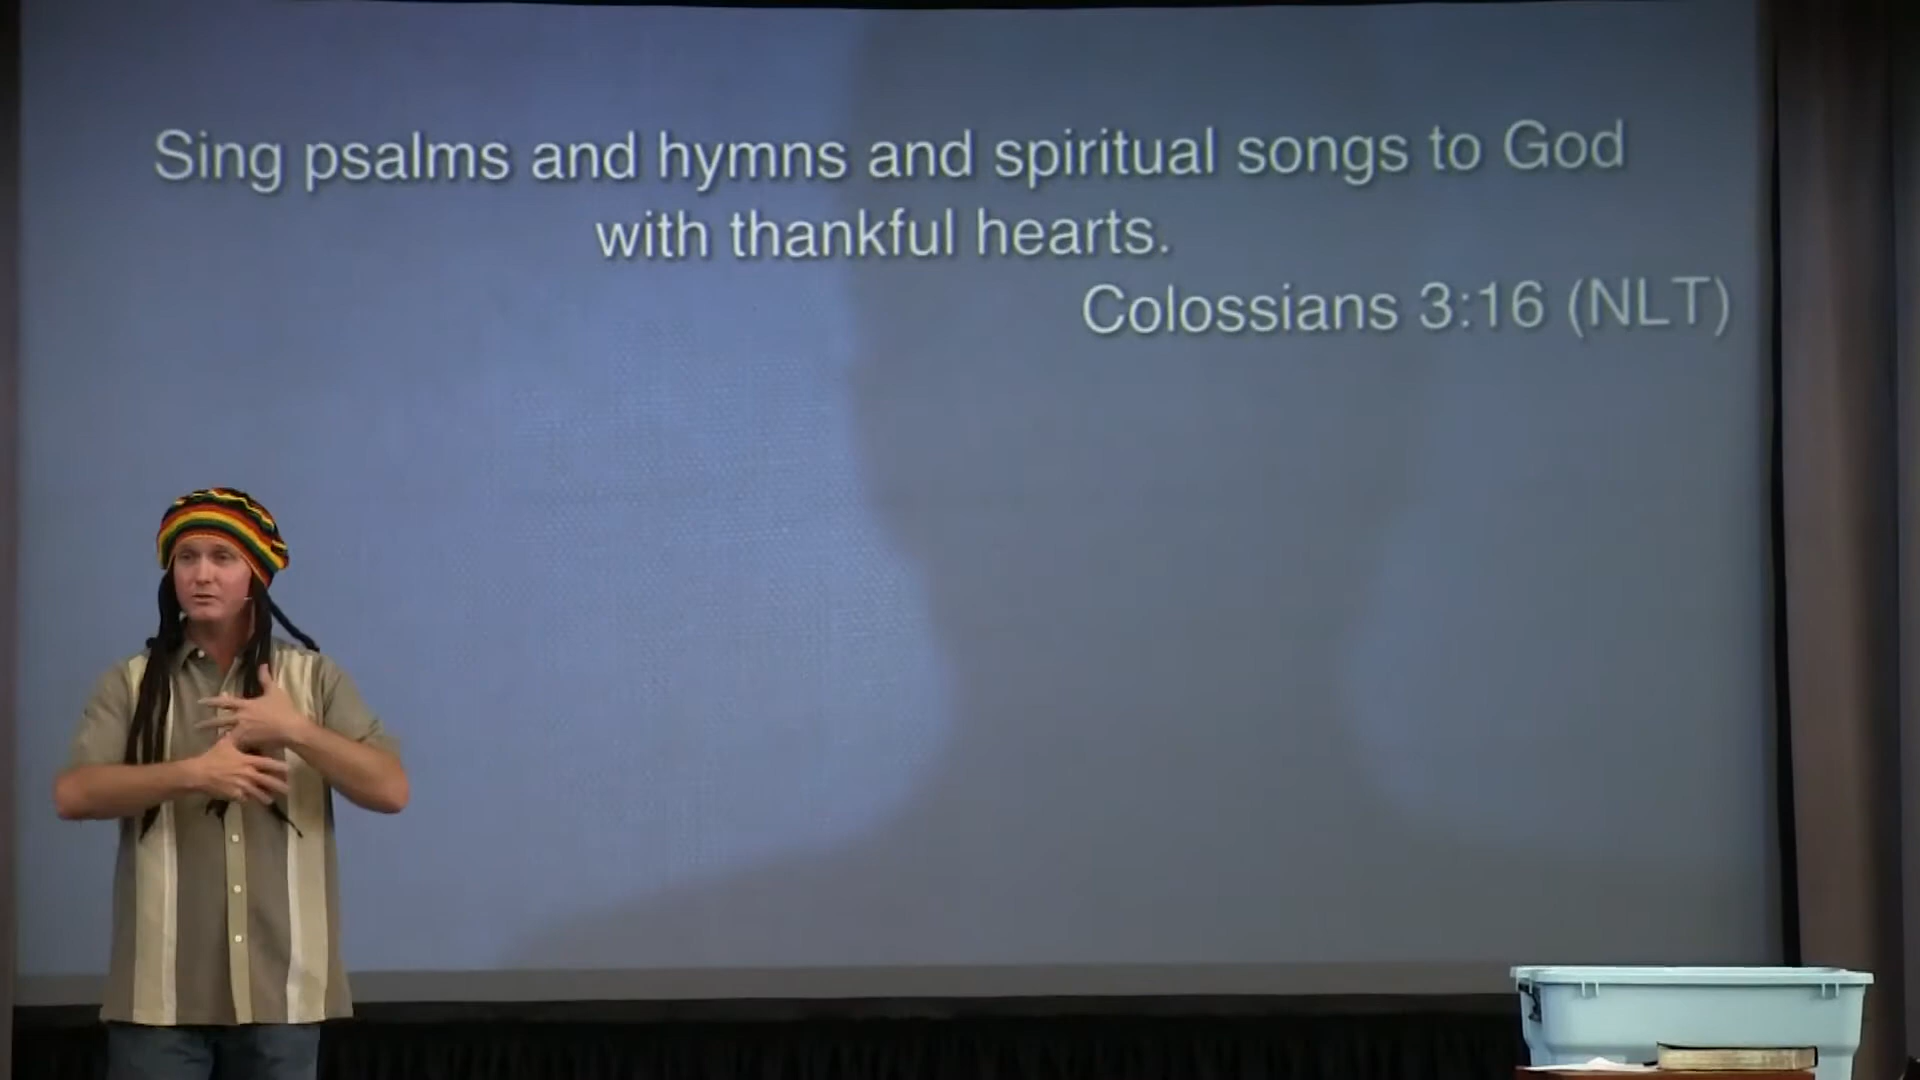 Sing psalms and hymns and spiritual songs to God
with thankful hearts.
Colossians 3:16 (NLT)